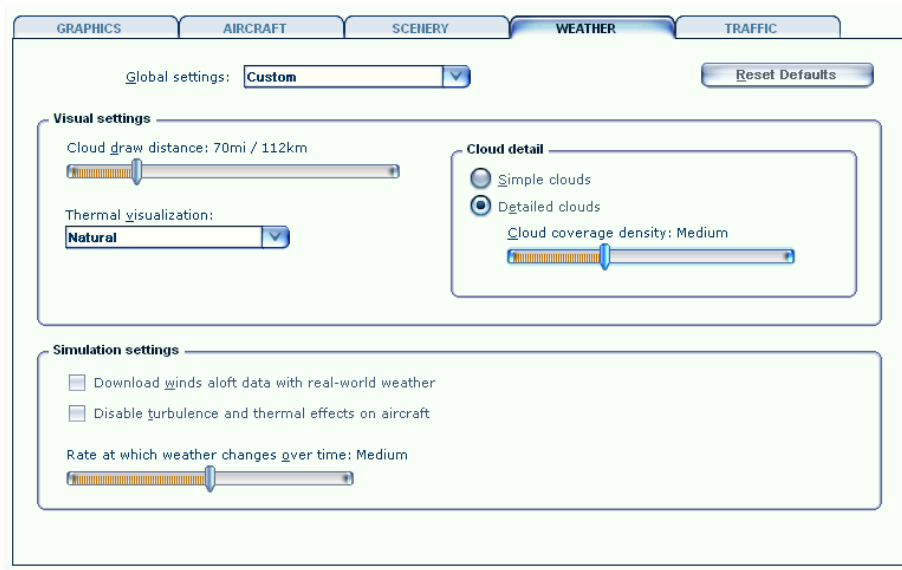 GRAPHICS AIRCRAFT SCENERY WEATHER TRAFFIC
Global settings: Custom Reset Defaults
Visual settings
Cloud draw distance: 70mi / 112km
Thermal visualization:
Natural
Cloud detail
Simple clouds
Detailed clouds
Cloud coverage density: Medium
Simulation settings
Download winds aloft data with real-world weather
Disable turbulence and thermal effects on aircraft
Rate at which weather changes over time: Medium